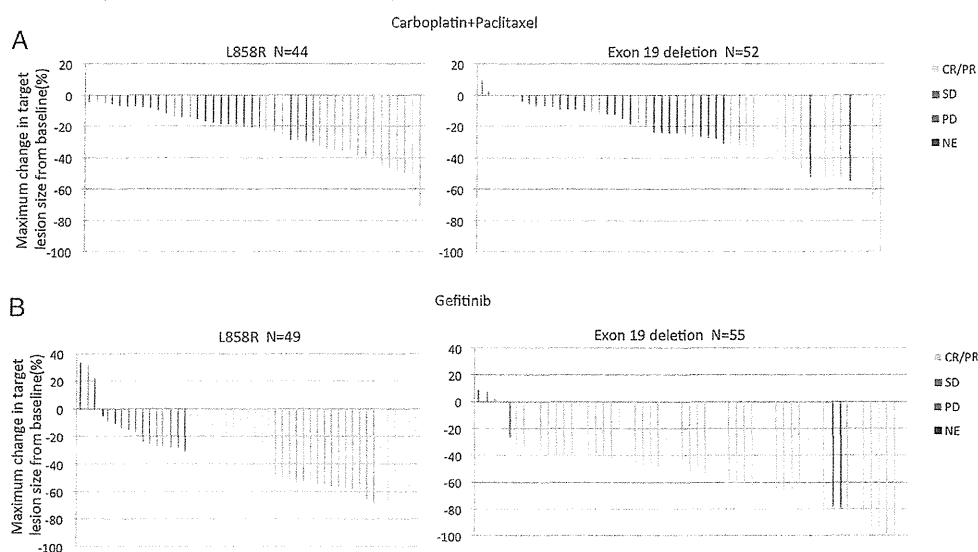 Carboplatin+Paclitaxel
A
L858R N=44
Exon 19 deletion N=52
Maximum change in target
lesion size from baseline(%)
20
0
-20
-40
-60
-80
-100
20
0
-20
-40
-60
-80
-100
CR/PR
SD
PD
NE
Gefitinib
B
L858R N=49
Exon 19 deletion N=55
Maximum change in target
lesion size from baseline(%)
40
20
0
-20
-40
-60
-80
-100
40
20
0
-20
-40
-60
-80
-100
CR/PR
SD
PD
NE